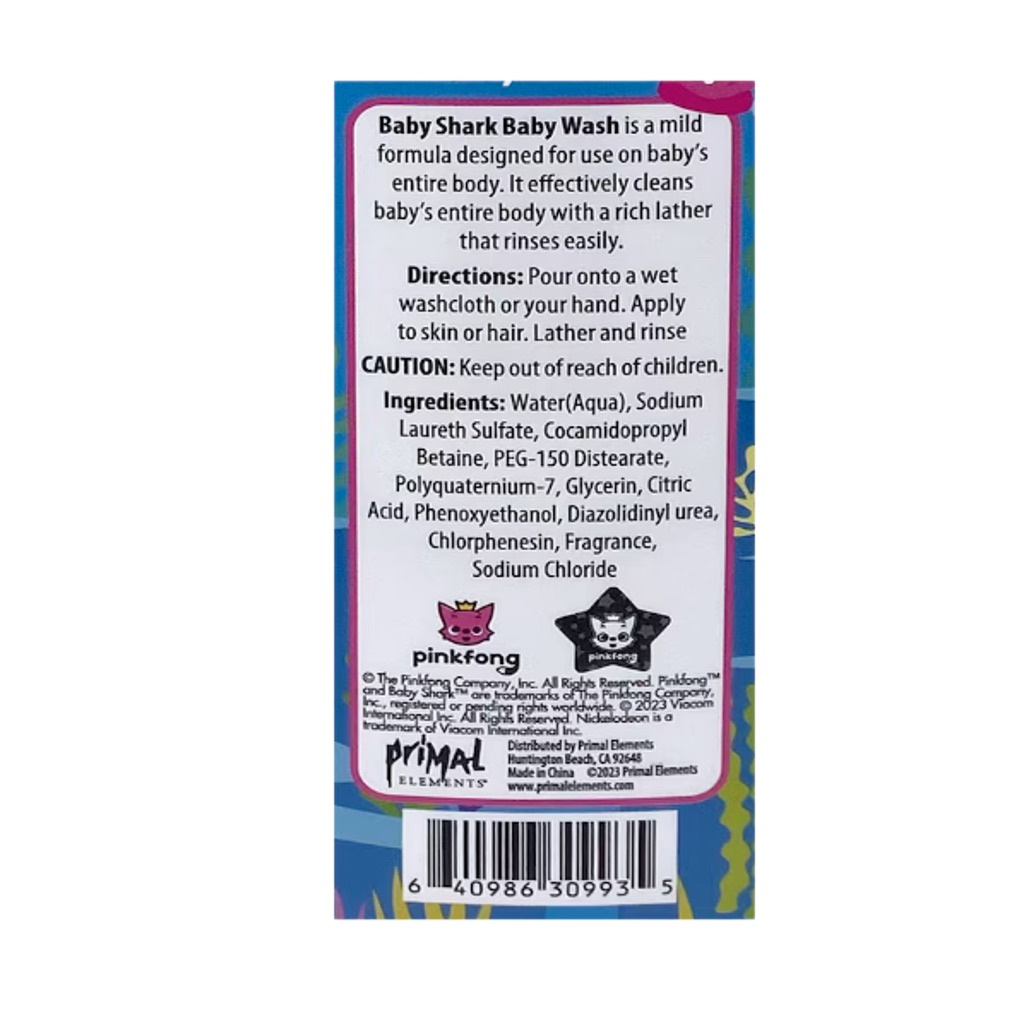 Baby Shark Baby Wash is a mild
formula designed for use on baby's
entire body. It effectively cleans
baby's entire body with a rich lather
that rinses easily.
Directions: Pour onto a wet
washcloth or your hand. Apply
to skin or hair. Lather and rinse
CAUTION: Keep out of reach of children.
Ingredients: Water(Aqua), Sodium
Laureth Sulfate, Cocamidopropyl
Betaine, PEG-150 Distearate,
Polyquaternium-7, Glycerin, Citric
Acid, Phenoxyethanol, Diazolidinyl urea,
Chlorphenesin, Fragrance,
Sodium Chloride
pinkfong
pinkfong
© The Pinkfong Company, Inc. All Rights Reserved. Pinkfong™
and Baby Shark™ are trademarks of The Pinkfong Company,
Inc., registered or pending rights worldwide. © 2023 Viacom
International Inc. All Rights Reserved. Nickelodeon is a
trademark of Viacom International Inc.
PRIMAL
ELEMENTS
Distributed by Primal Elements
Huntington Beach, CA 92648
Made in China ©2023 Primal Elements
www.primalelements.com
6 40986 30993 5